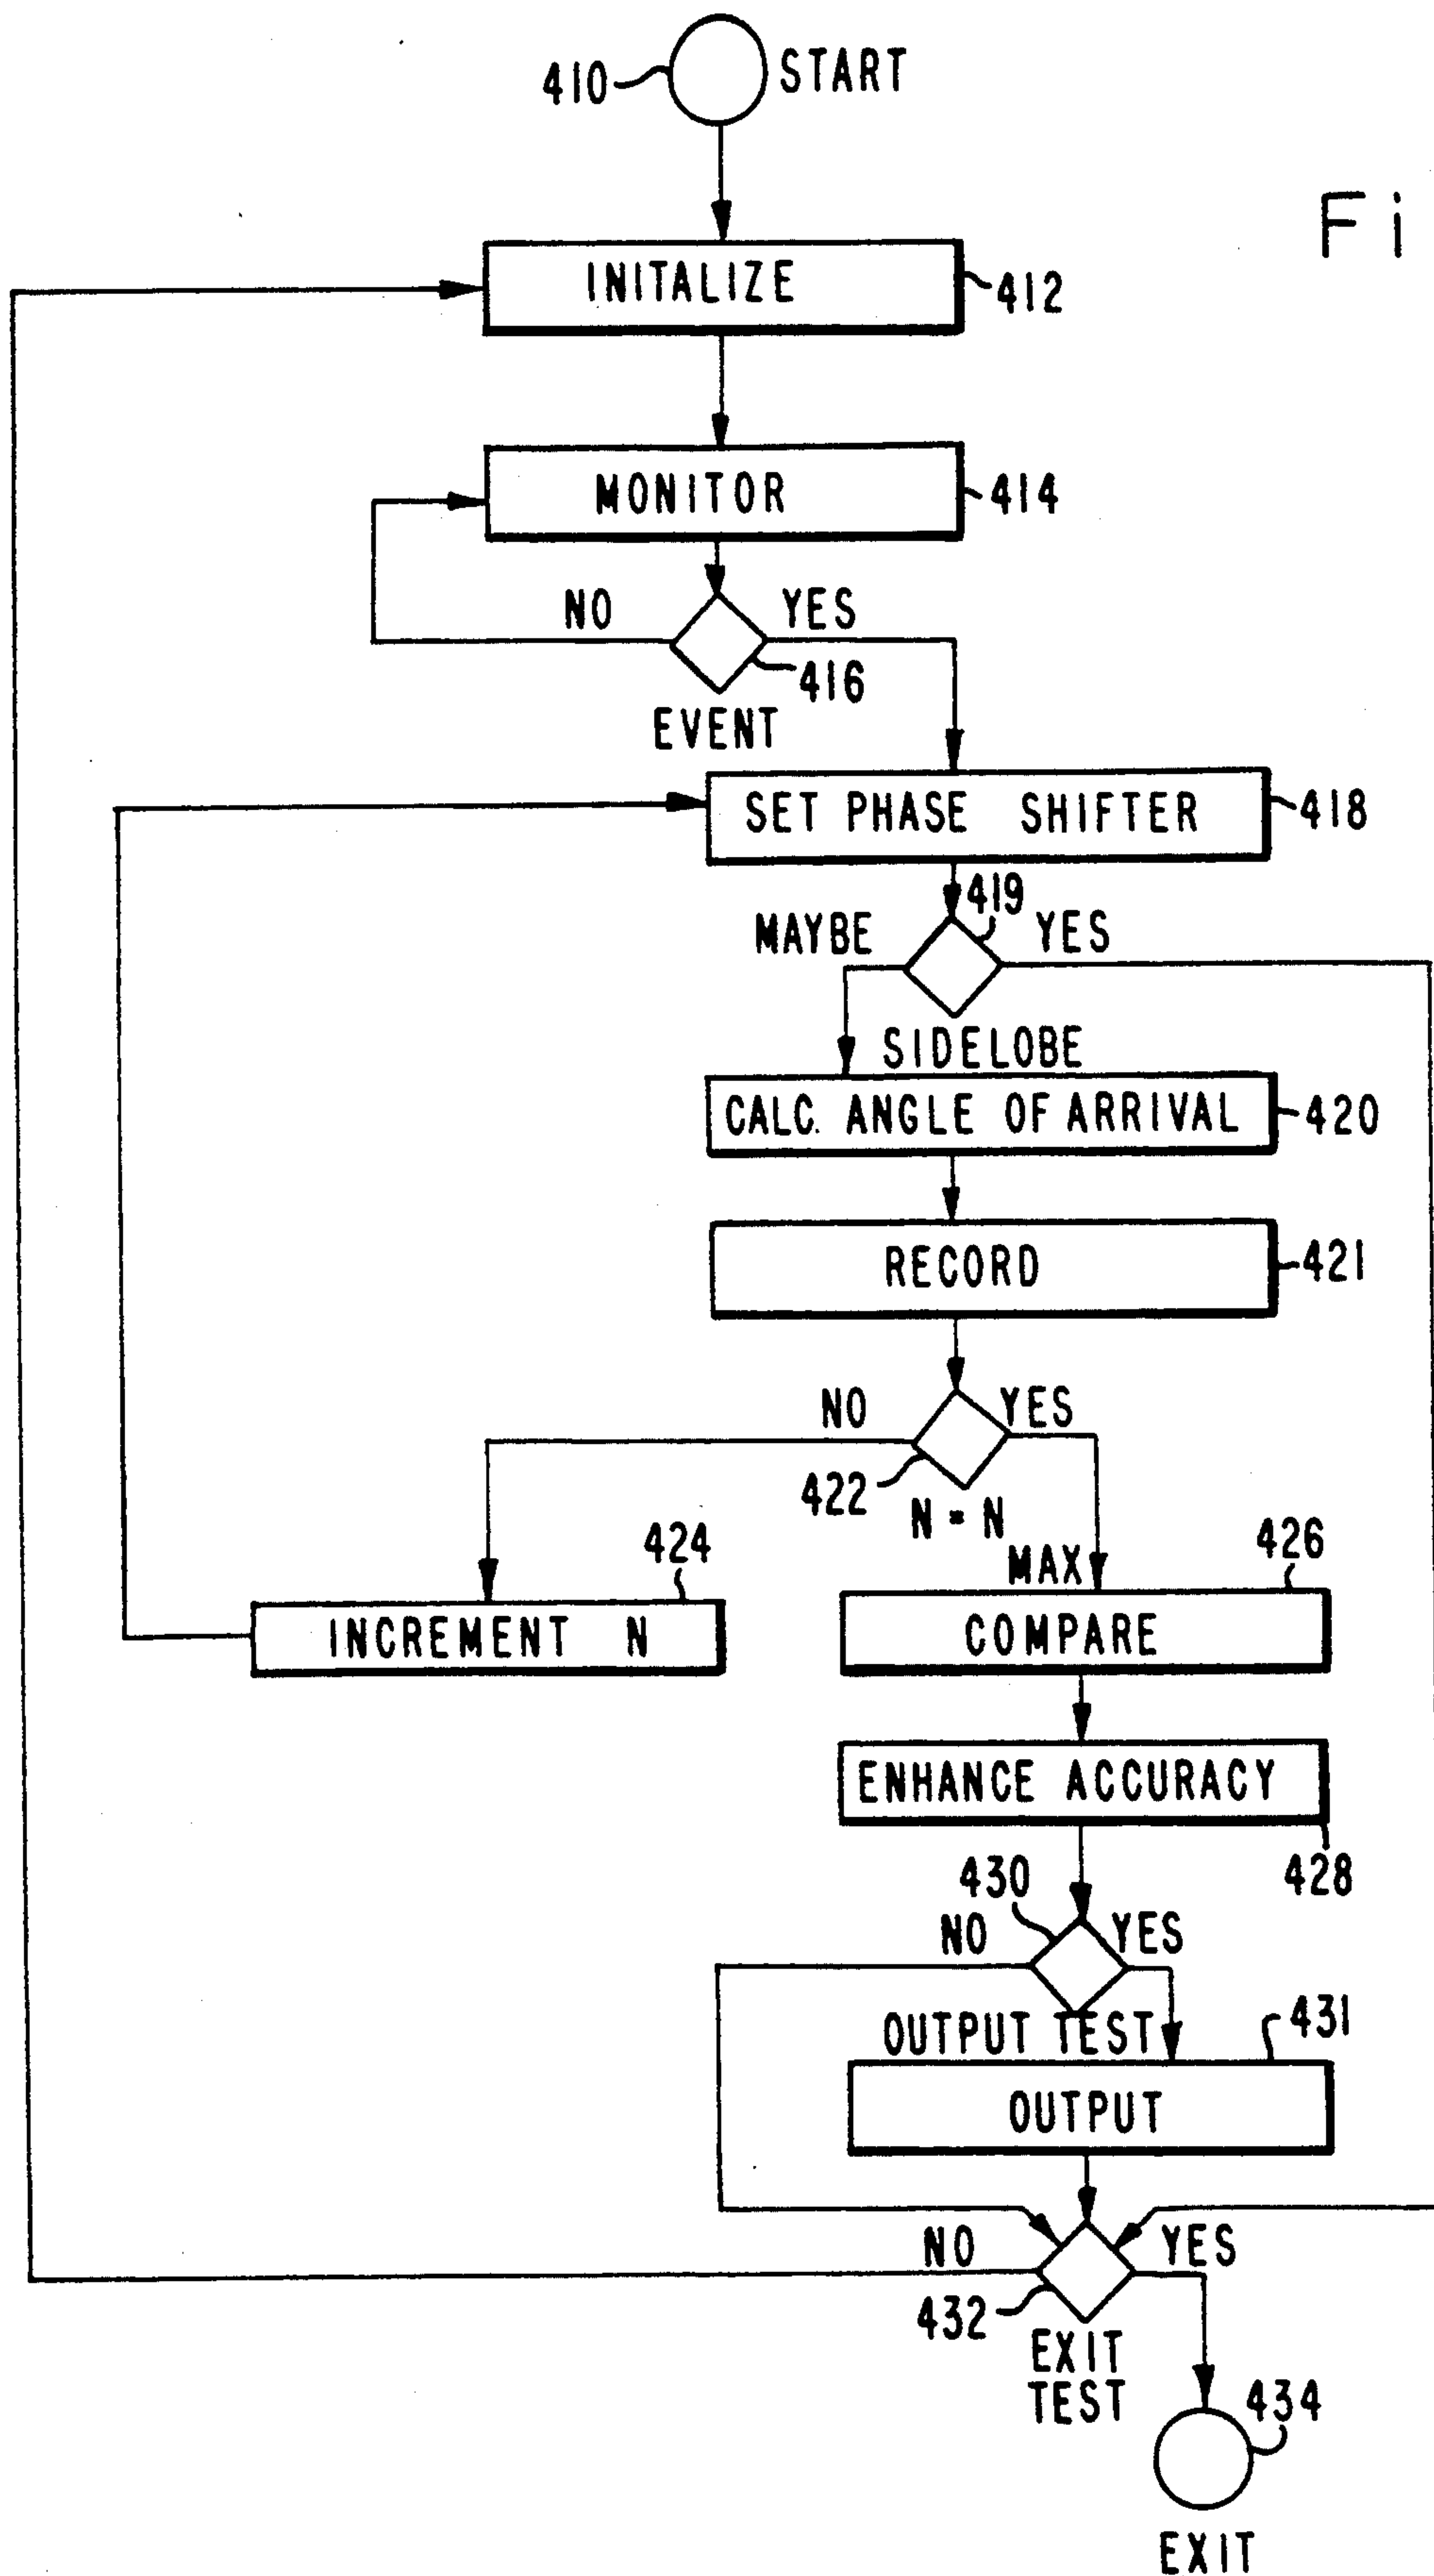 410 START
Fi
INITALIZE
412
MONITOR
414
NO YES
416
EVENT
SET PHASE SHIFTER
418
419
MAYBE YES
SIDELOBE
CALC. ANGLE OF ARRIVAL
420
RECORD
421
NO YES
422
N = N
MAX
424
426
INCREMENT N
COMPARE
ENHANCE ACCURACY
428
430
NO YES
OUTPUT TEST
431
OUTPUT
NO YES
432
EXIT
TEST
434
EXIT